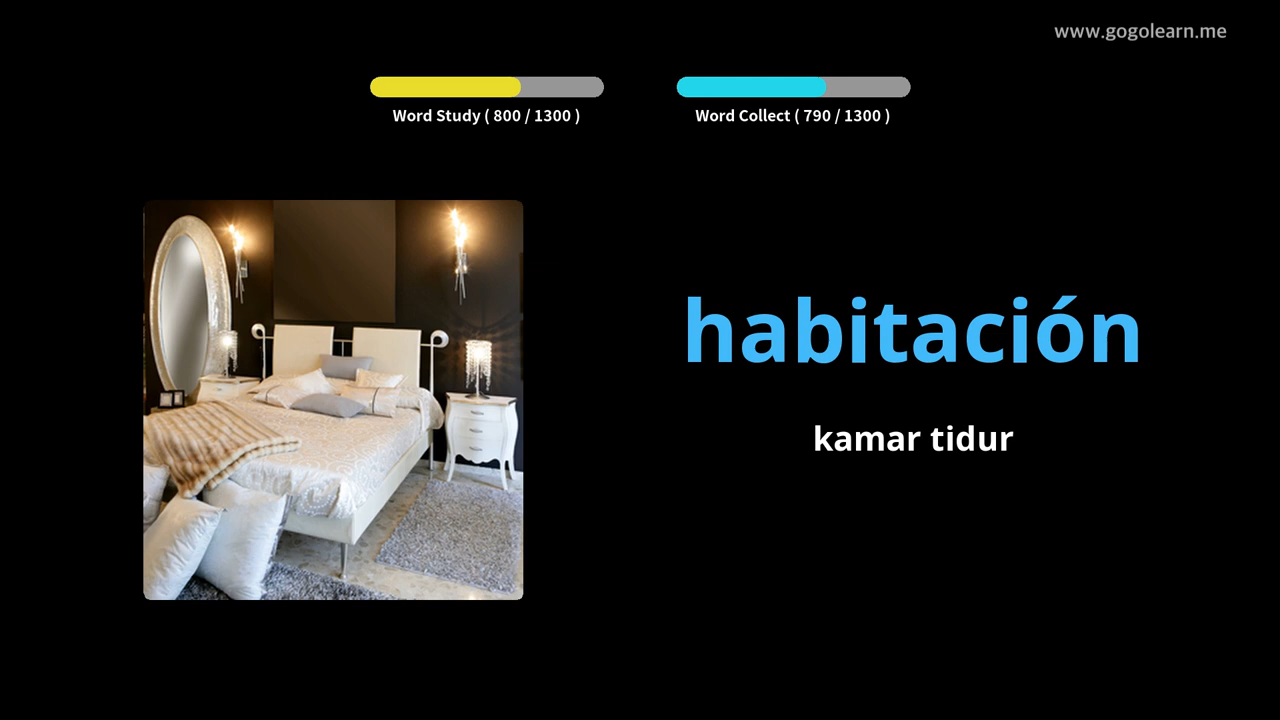 www.gogolearn.me
Word Study ( 800 / 1300 )
Word Collect ( 790 / 1300 )
habitación
kamar tidur